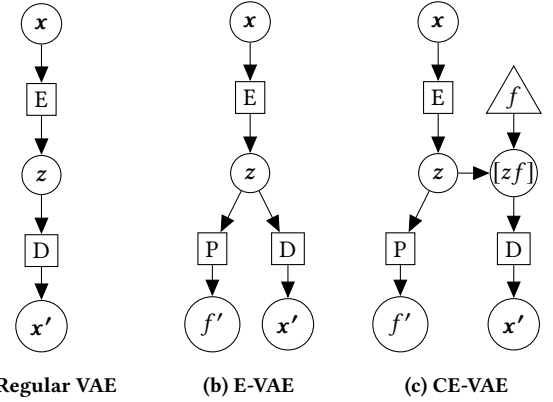 x x x
E E E f
z z z [zf]
D P D P D
x′ f′ x′ f′ x′
Regular VAE (b) E-VAE (c) CE-VAE